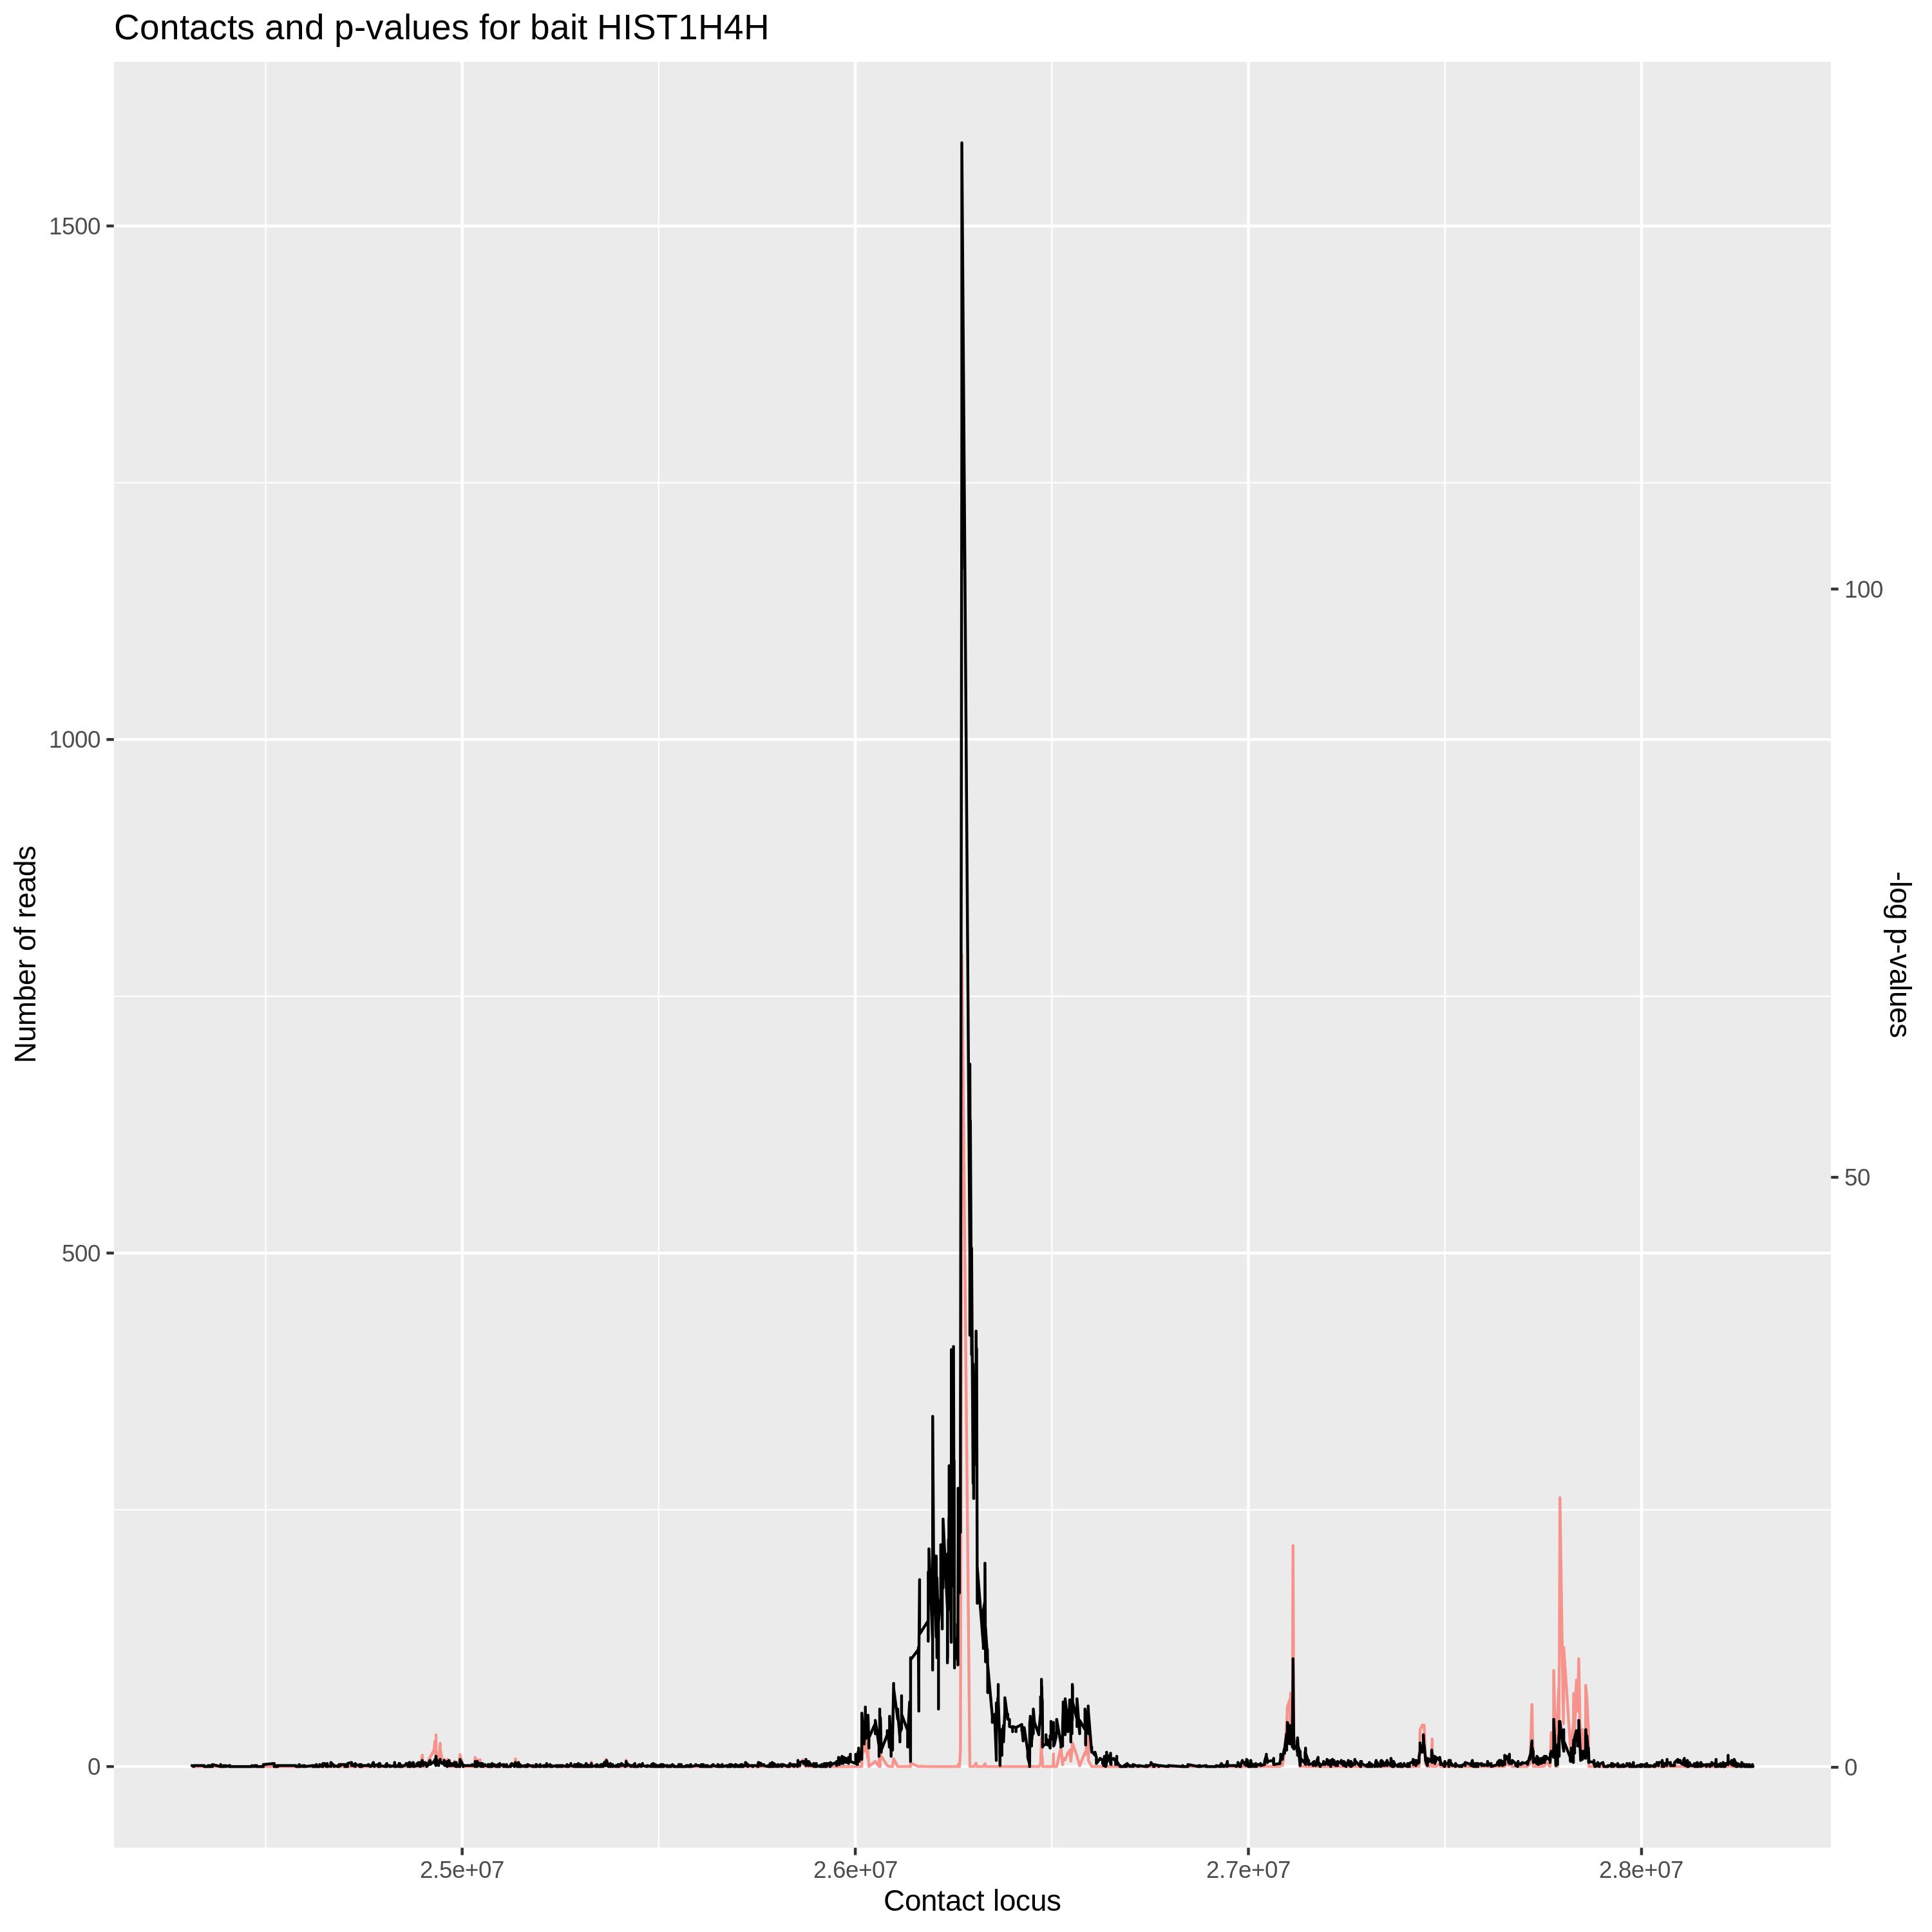 Contacts and p-values for bait HIST1H4H
1500
1000
500
0
Number of reads
100
50
0
-log p-values
2.5e+07 2.6e+07 2.7e+07 2.8e+07
Contact locus